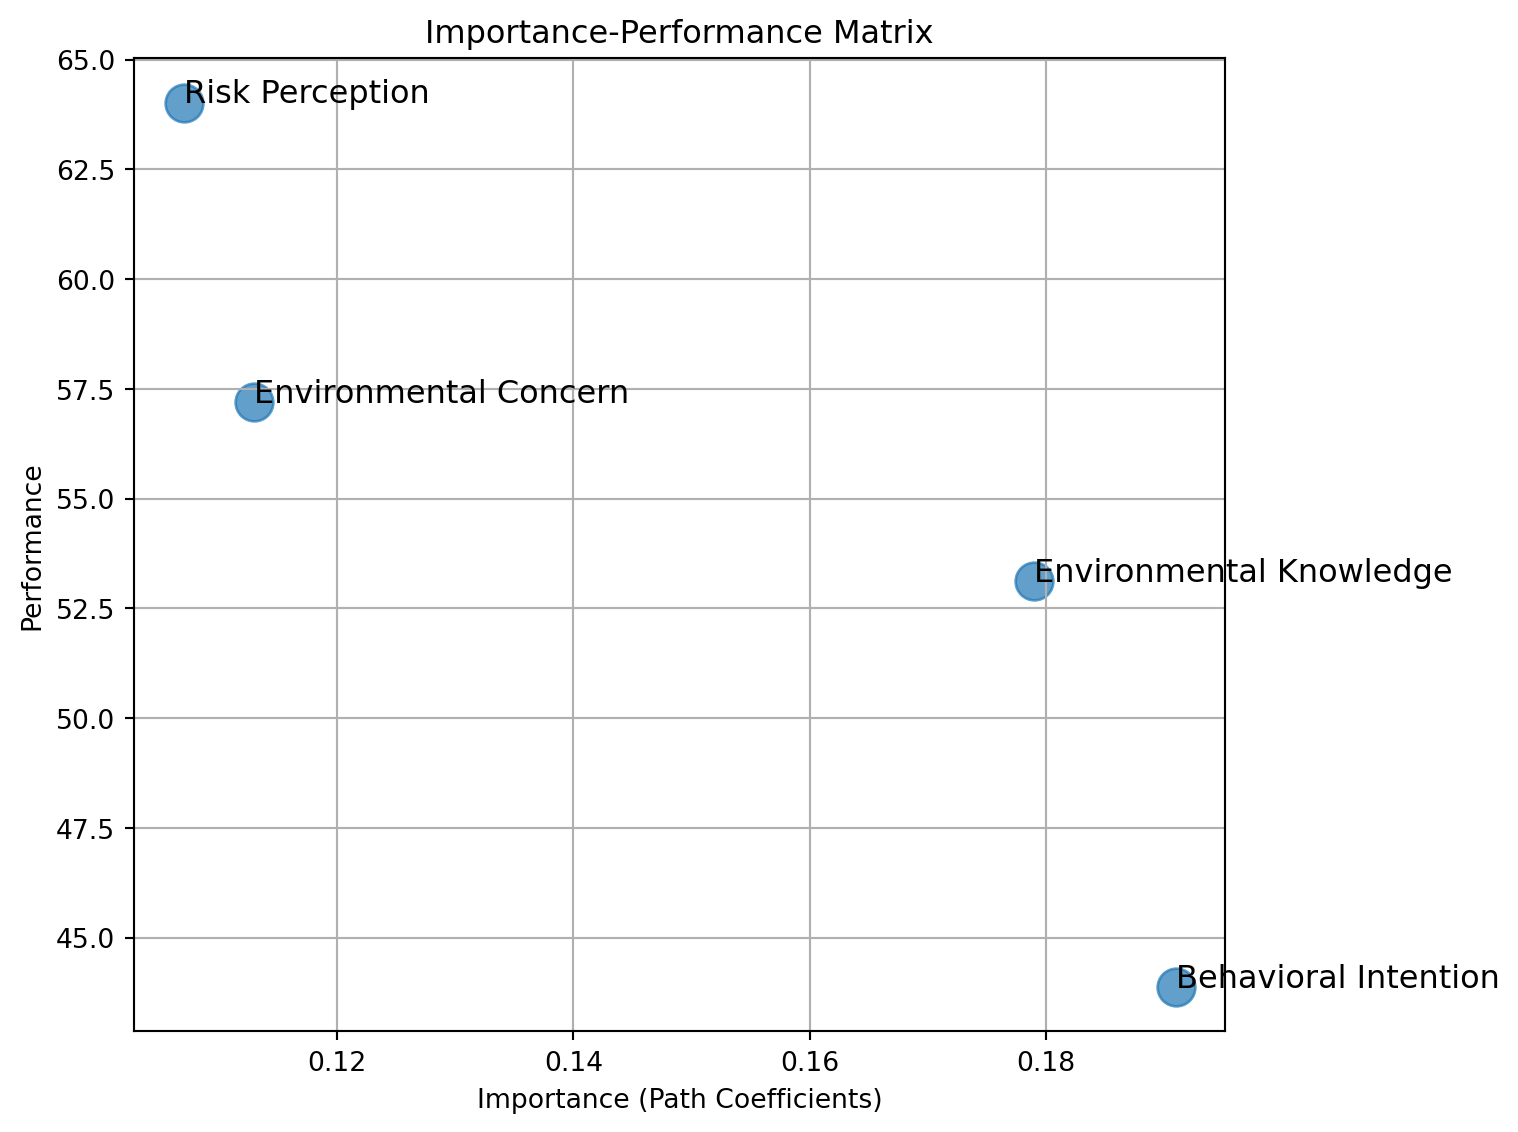 Importance-Performance Matrix
65.0
Risk Perception
62.5
60.0
57.5
Environmental Concern
55.0
Performance
Environmental Knowledge
52.5
50.0
47.5
45.0
Behavioral Intention
0.12 0.14 0.16 0.18
Importance (Path Coefficients)